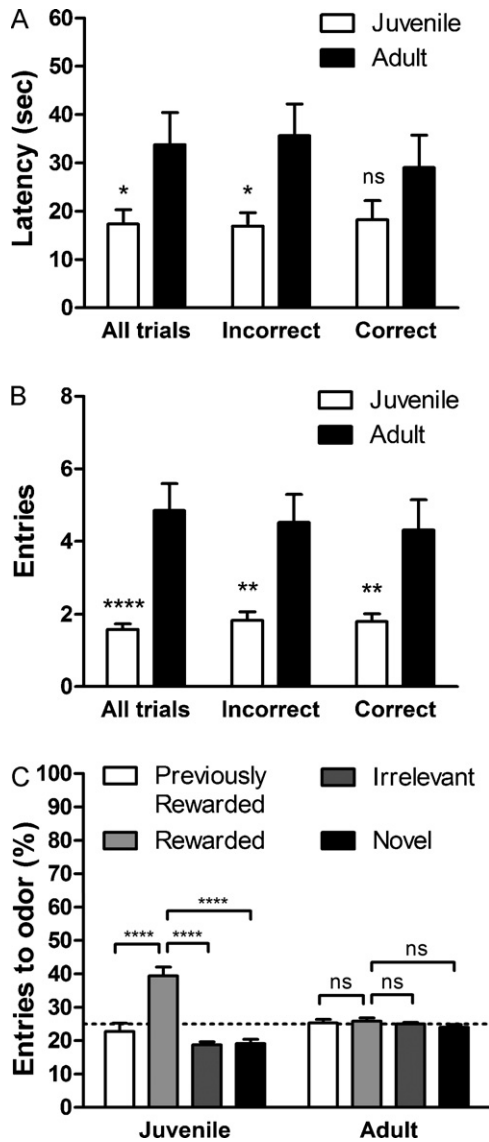 A
60
50
40
30
20
10
0
Latency (sec)
Juvenile
Adult
*
*
ns
All trials
Incorrect
Correct
B
8
6
4
2
0
Entries
Juvenile
Adult
****
**
**
All trials
Incorrect
Correct
C
100
90
80
70
60
50
40
30
20
10
0
Entries to odor (%)
Previously
Rewarded
Rewarded
Irrelevant
Novel
****
****
****
ns
ns
ns
Juvenile
Adult